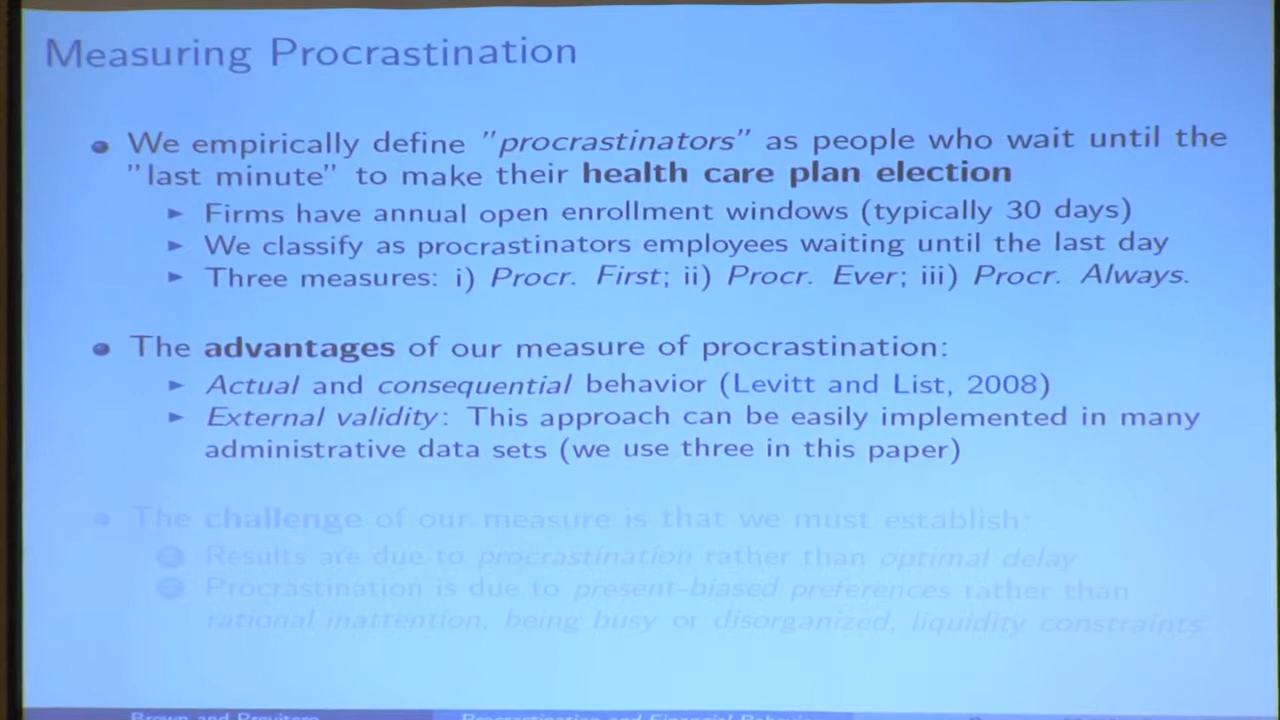 Measuring Procrastination
We empirically define "procrastinators" as people who wait until the
"last minute" to make their health care plan election
Firms have annual open enrollment windows (typically 30 days)
We classify as procrastinators employees waiting until the last day
Three measures: i) Procr. First; ii) Procr. Ever; iii) Procr. Always.
The advantages of our measure of procrastination:
Actual and consequential behavior (Levitt and List, 2008)
External validity: This approach can be easily implemented in many
administrative data sets (we use three in this paper)
The challenge of our measure is that we must establish:
Results are due to procrastination rather than optimal delay
Procrastination is due to present-biased preferences rather than
rational inattention, being busy or disorganized, liquidity constraints
Brown and Previtero
Procrastination and Financial